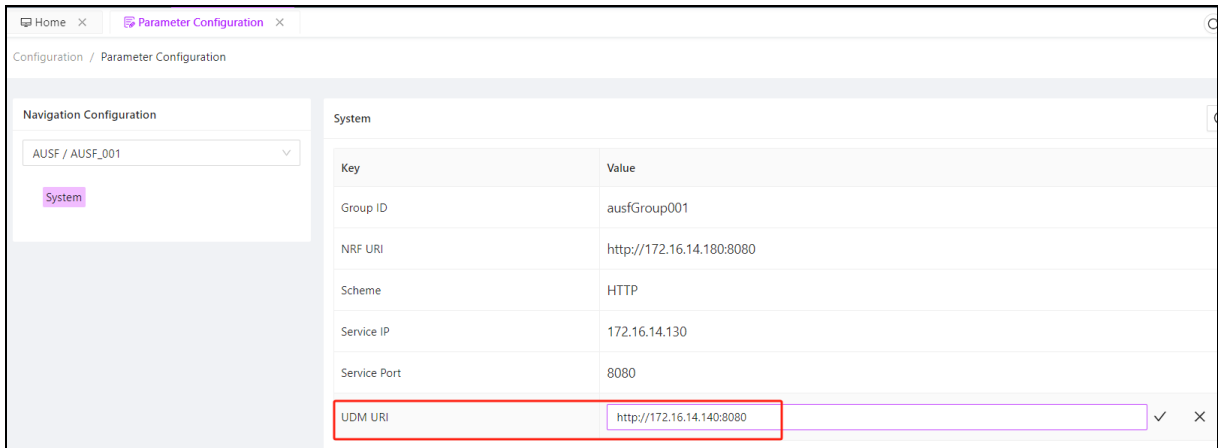 Home
Parameter Configuration
Configuration / Parameter Configuration
Navigation Configuration
AUSF / AUSF_001
System
System
Key Value
Group ID ausfGroup001
NRF URI http://172.16.14.180:8080
Scheme HTTP
Service IP 172.16.14.130
Service Port 8080
UDM URI http://172.16.14.140:8080